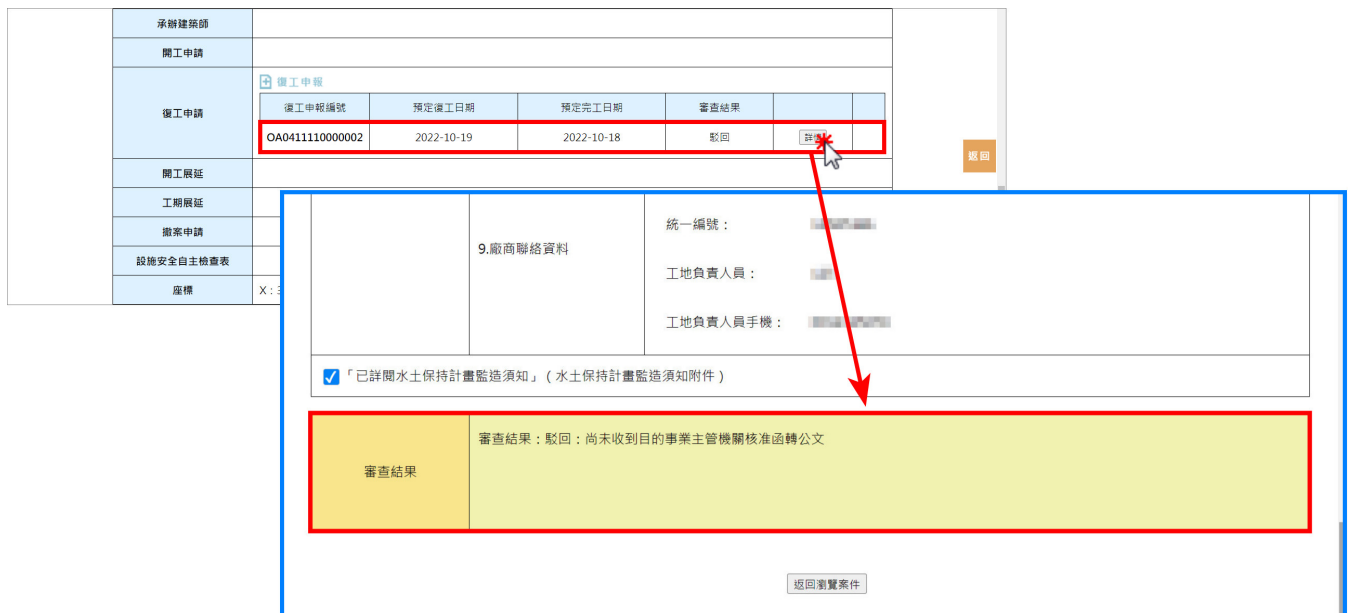 承辦建築師
開工申請
復工申報
復工申請
復工申報編號 預定復工日期 預定完工日期 審查結果
OA0411110000002 2022-10-19 2022-10-18 駁回
返回
開工展延
工期展延
撤案申請
設施安全自主檢查表
座標 X:
9.廠商聯絡資料
統一編號:
工地負責人員:
工地負責人員手機:
「已詳閱水土保持計畫監造須知」(水土保持計畫監造須知附件)
審查結果
審查結果:駁回:尚未收到目的事業主管機關核准函轉公文
返回瀏覽案件